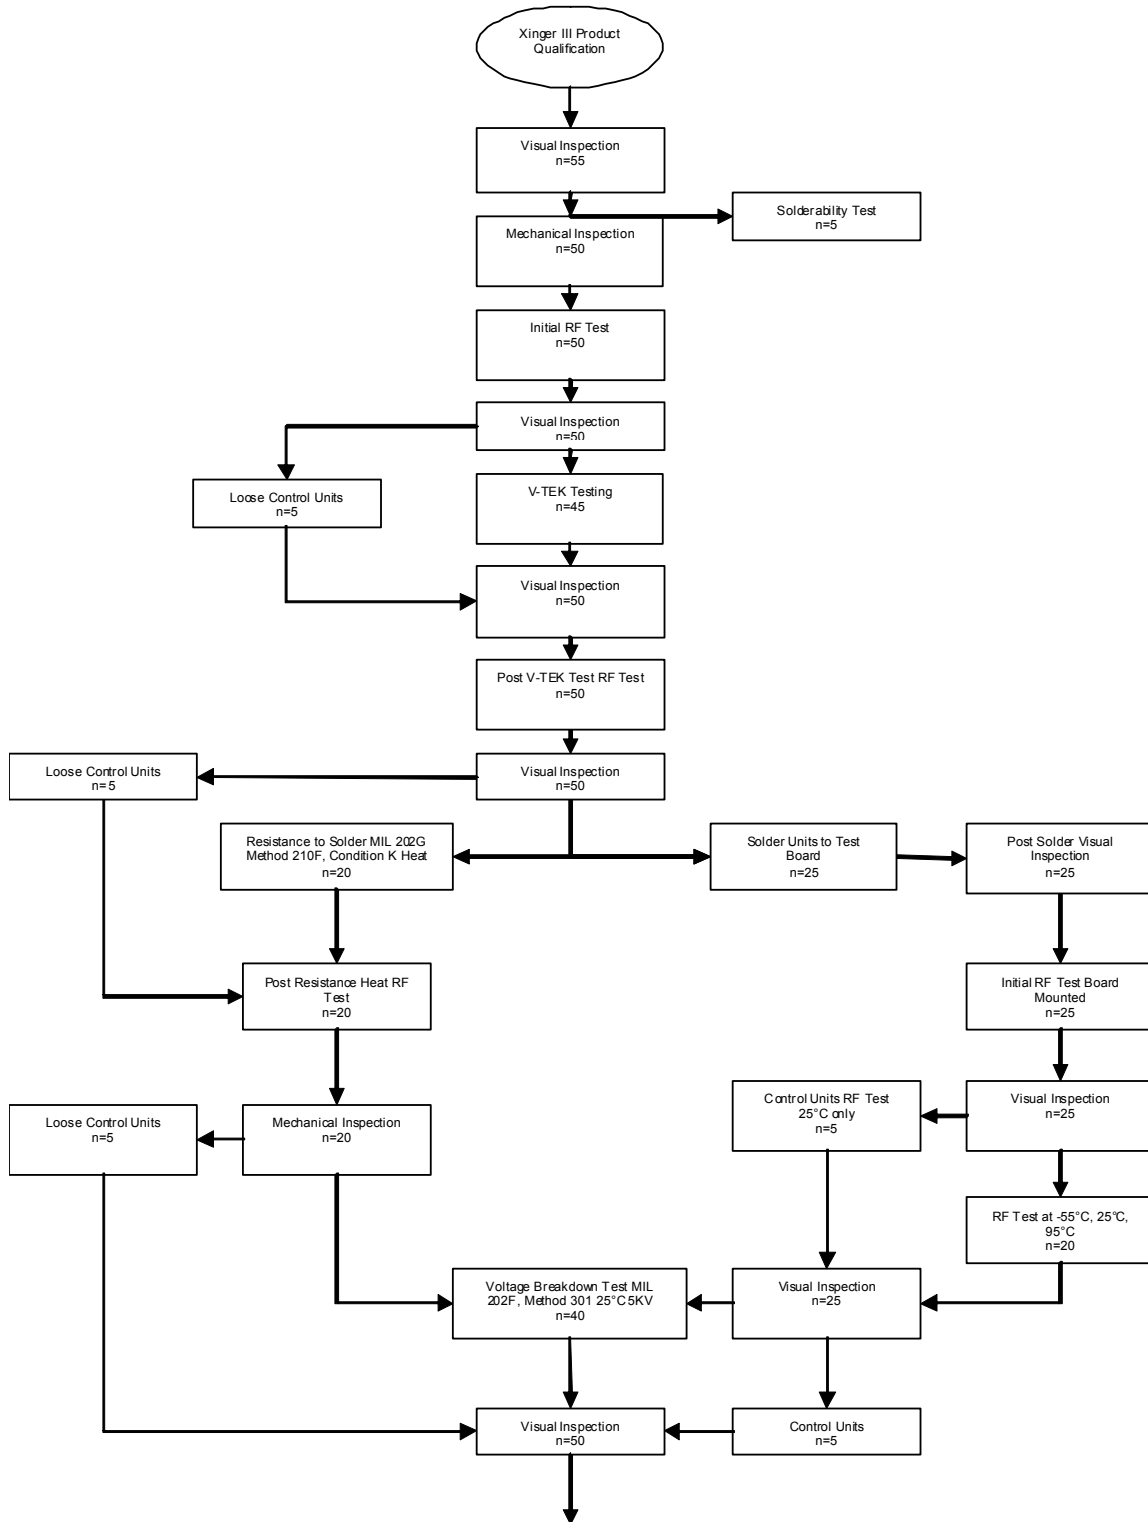 Xinger III Product
Qualification
Visual Inspection
n=55
Solderability Test
n=5
Mechanical Inspection
n=50
Initial RF Test
n=50
Visual Inspection
n=50
Loose Control Units
n=5
V-TEK Testing
n=45
Visual Inspection
n=50
Post V-TEK Test RF Test
n=50
Loose Control Units
n=5
Visual Inspection
n=50
Resistance to Solder MIL 202G
Method 210F, Condition K Heat
n=20
Solder Units to Test
Board
n=25
Post Solder Visual
Inspection
n=25
Post Resistance Heat RF
Test
n=20
Initial RF Test Board
Mounted
n=25
Loose Control Units
n=5
Mechanical Inspection
n=20
Control Units RF Test
25°C only
n=5
Visual Inspection
n=25
RF Test at -55°C, 25°C,
95°C
n=20
Voltage Breakdown Test MIL
202F, Method 301 25°C 5KV
n=40
Visual Inspection
n=25
Visual Inspection
n=50
Control Units
n=5